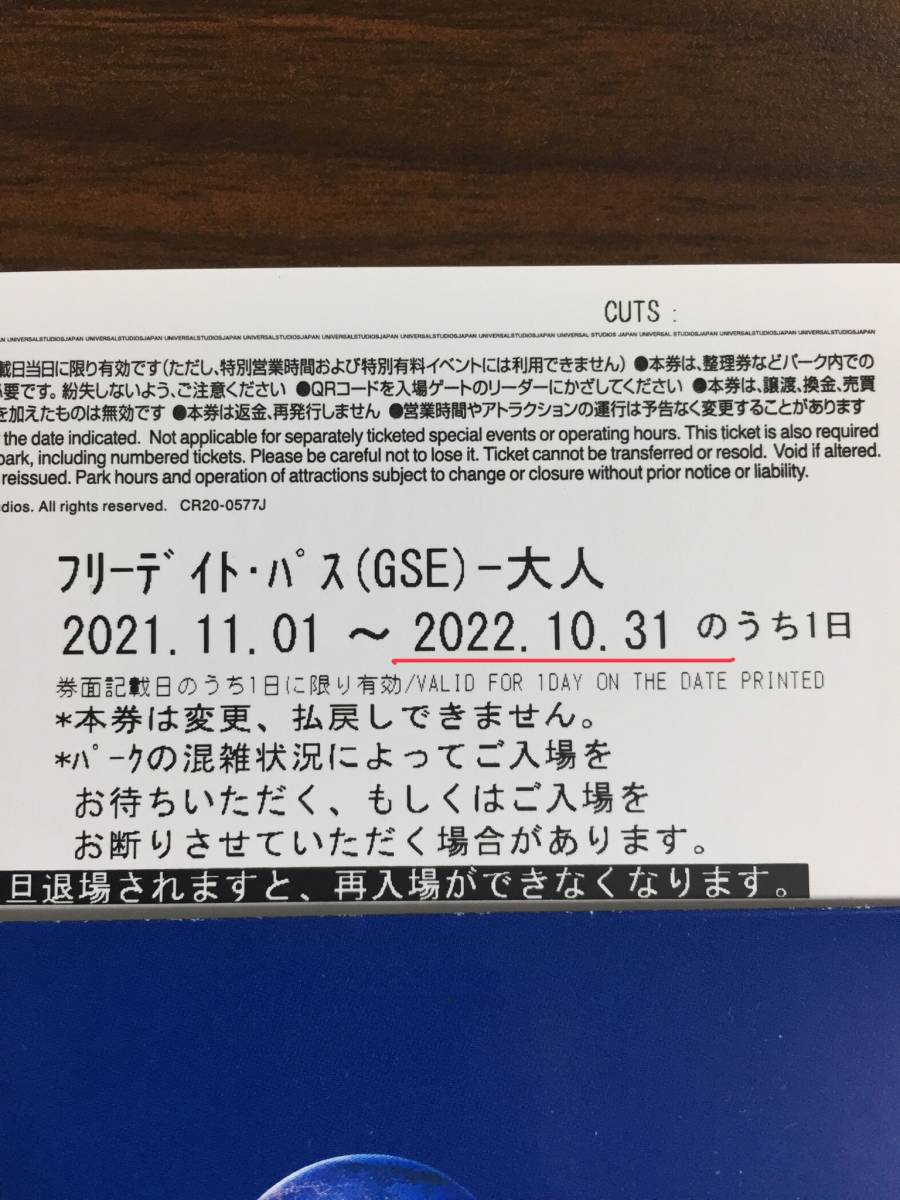 CUTS :
AN UNIVERSALSTUDIOSJAPAN UNIVERSALSTUDIOSJAPAN UNIVERSALSTUDIOSJAPAN UNIVERSALSTUDIOSJAPAN UNIVERSALSTUDIOSJAPAN UNIVERSALSTUDIOSJAPAN UNIVERSALSTUDIOSJAPAN UNIVERSAL STUDIOS JAPAN UNIVERSALSTUDIOSJAPAN UNIVERSALSTUDIOSJAPAN
載日当日に限り有効です(ただし、特別営業時間および特別有料イベントには利用できません) ●本券は、整理券などパーク内での
要です。紛失しないよう、ご注意ください ●QRコードを入場ゲートのリーダーにかざしてください ●本券は、譲渡、換金、売買
を加えたものは無効です ●本券は返金、再発行しません ●営業時間やアトラクションの運行は予告なく変更することがあります
the date indicated. Not applicable for separately ticketed special events or operating hours. This ticket is also required
park, including numbered tickets. Please be careful not to lose it. Ticket cannot be transferred or resold. Void if altered.
reissued. Park hours and operation of attractions subject to change or closure without prior notice or liability.
dios. All rights reserved. CR20-0577J
フリーデイト・パス(GSE)-大人
2021.11.01 ～ 2022.10.31 のうち1日
券面記載日のうち1日に限り有効/VALID FOR 1DAY ON THE DATE PRINTED
*本券は変更、払戻しできません。
*パークの混雑状況によってご入場を
お待ちいただく、もしくはご入場を
お断りさせていただく場合があります。
旦退場されますと、再入場ができなくなります。